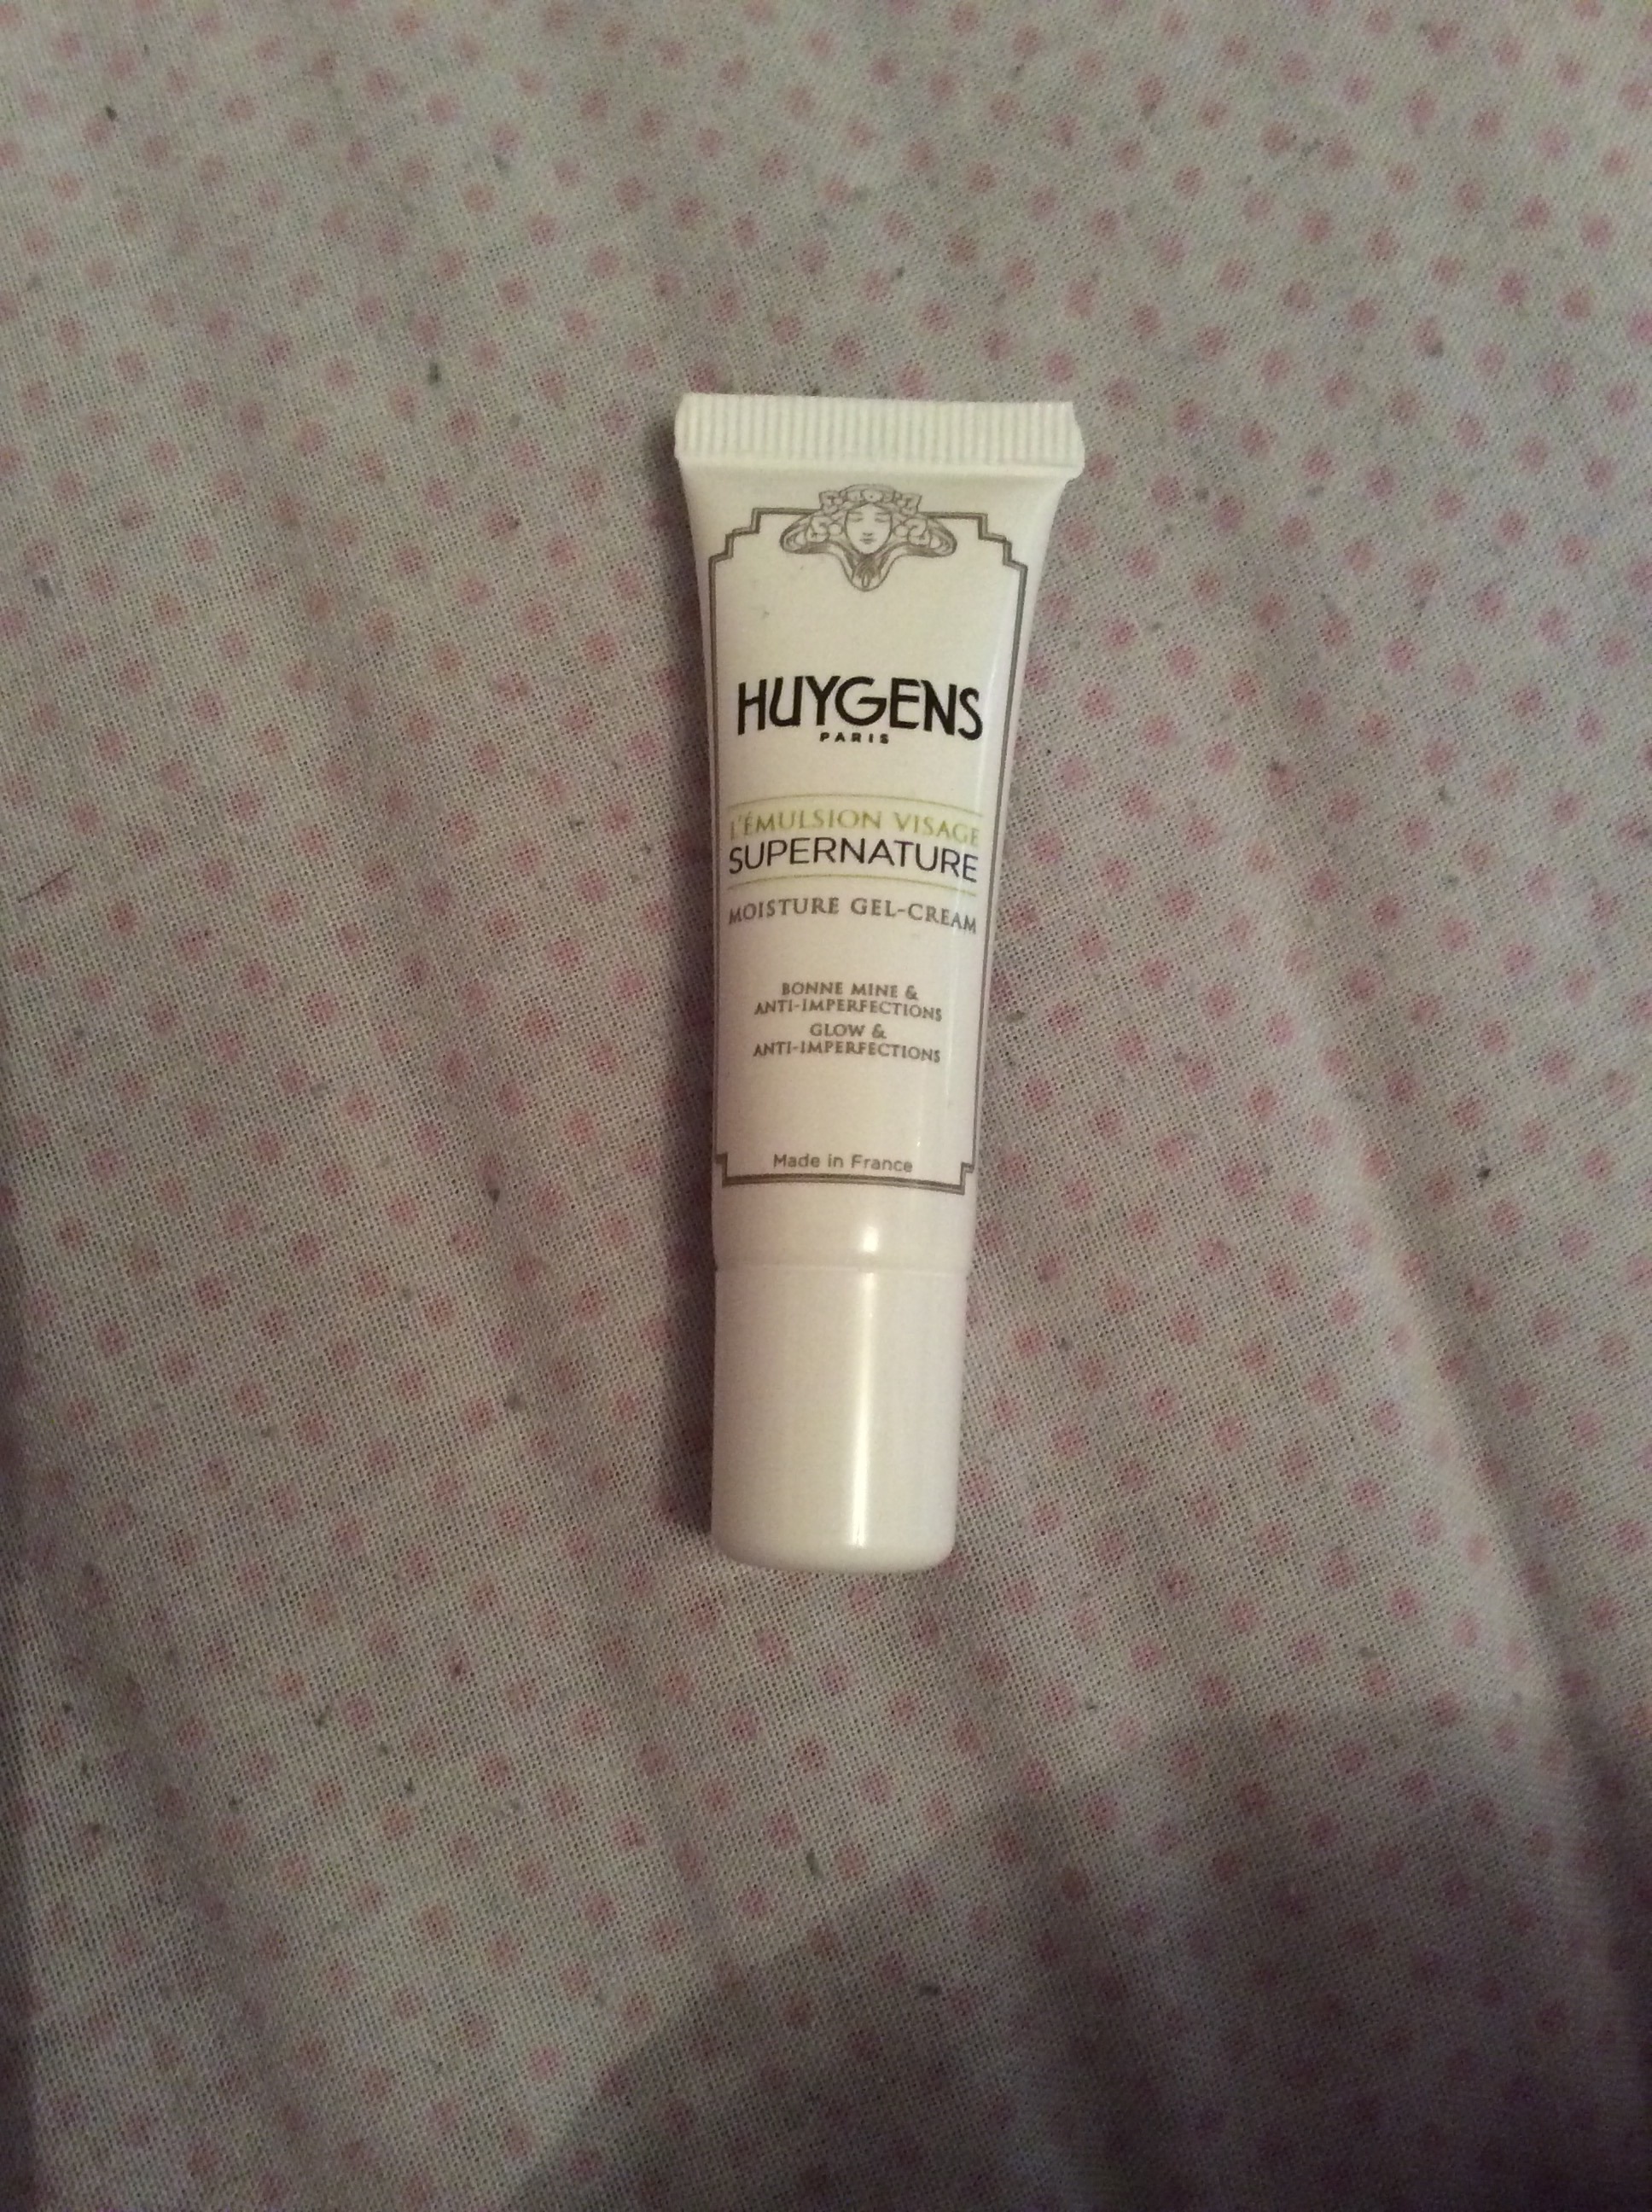 HUYGENS
PARIS
L'ÉMULSION VISAGE
SUPERNATURE
MOISTURE GEL-CREAM
BONNE MINE &
ANTI-IMPERFECTIONS
GLOW &
ANTI-IMPERFECTIONS
Made in France